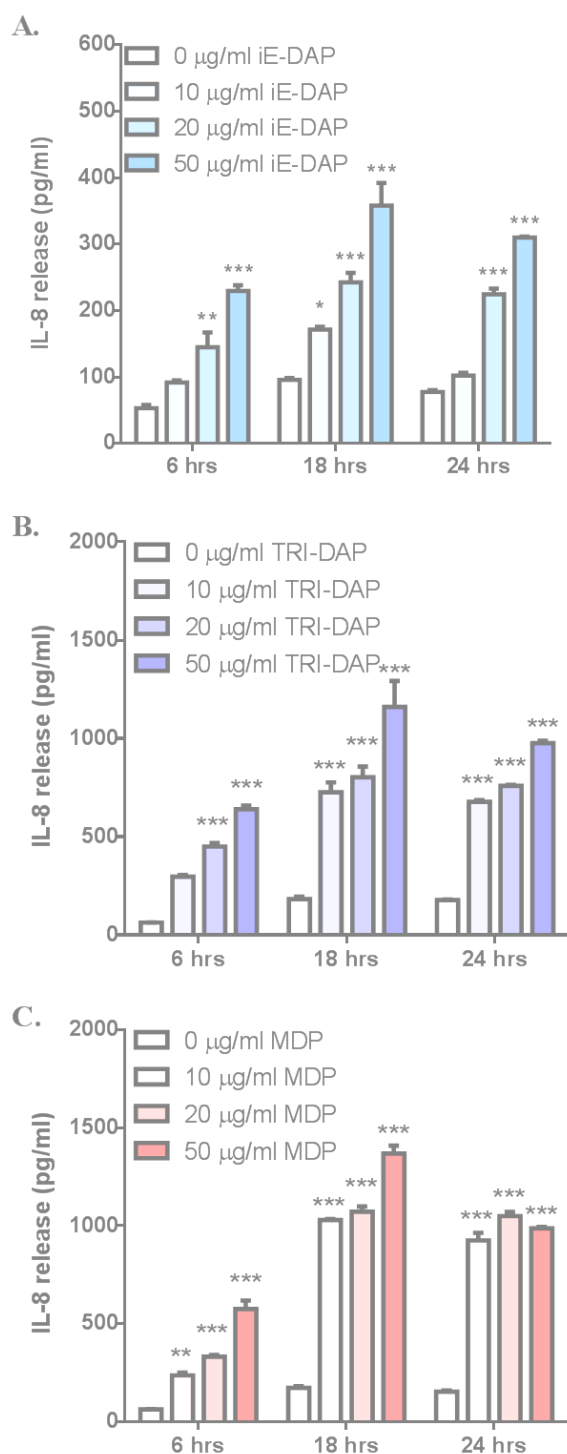 A.
600
500
400
300
200
100
0
IL-8 release (pg/ml)
0 μg/ml iE-DAP
10 μg/ml iE-DAP
20 μg/ml iE-DAP
50 μg/ml iE-DAP
**
***
*
***
***
***
***
6 hrs
18 hrs
24 hrs
B.
2000
1500
1000
500
0
IL-8 release (pg/ml)
0 μg/ml TRI-DAP
10 μg/ml TRI-DAP
20 μg/ml TRI-DAP
50 μg/ml TRI-DAP
***
***
***
***
***
***
***
***
6 hrs
18 hrs
24 hrs
C.
2000
1500
1000
500
0
IL-8 release (pg/ml)
0 μg/ml MDP
10 μg/ml MDP
20 μg/ml MDP
50 μg/ml MDP
**
***
***
***
***
***
***
***
***
6 hrs
18 hrs
24 hrs